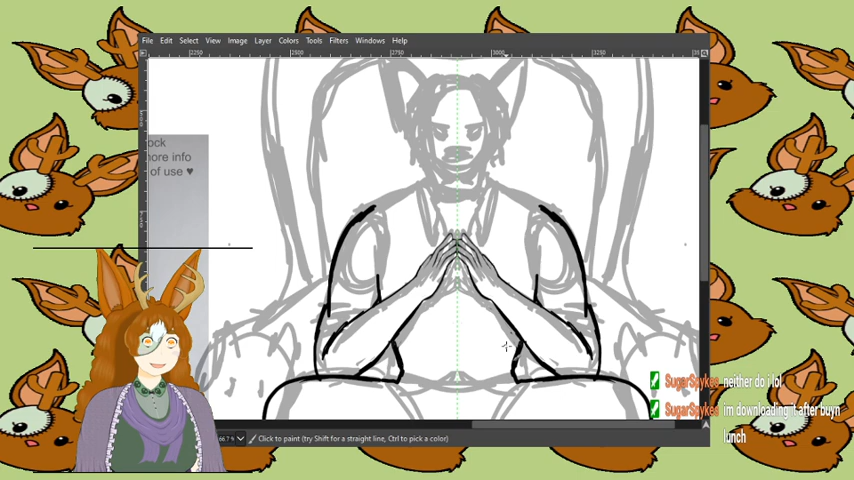 File Edit Select View Image Layer Colors Tools Filters Windows Help
2250 2500 2750 3000 3250
ock
more info
of use ♥
SugarSpykes neither do i lol
SugarSpykes im downloading it after buyn
lunch
66.7 % Click to paint (try Shift for a straight line, Ctrl to pick a color)